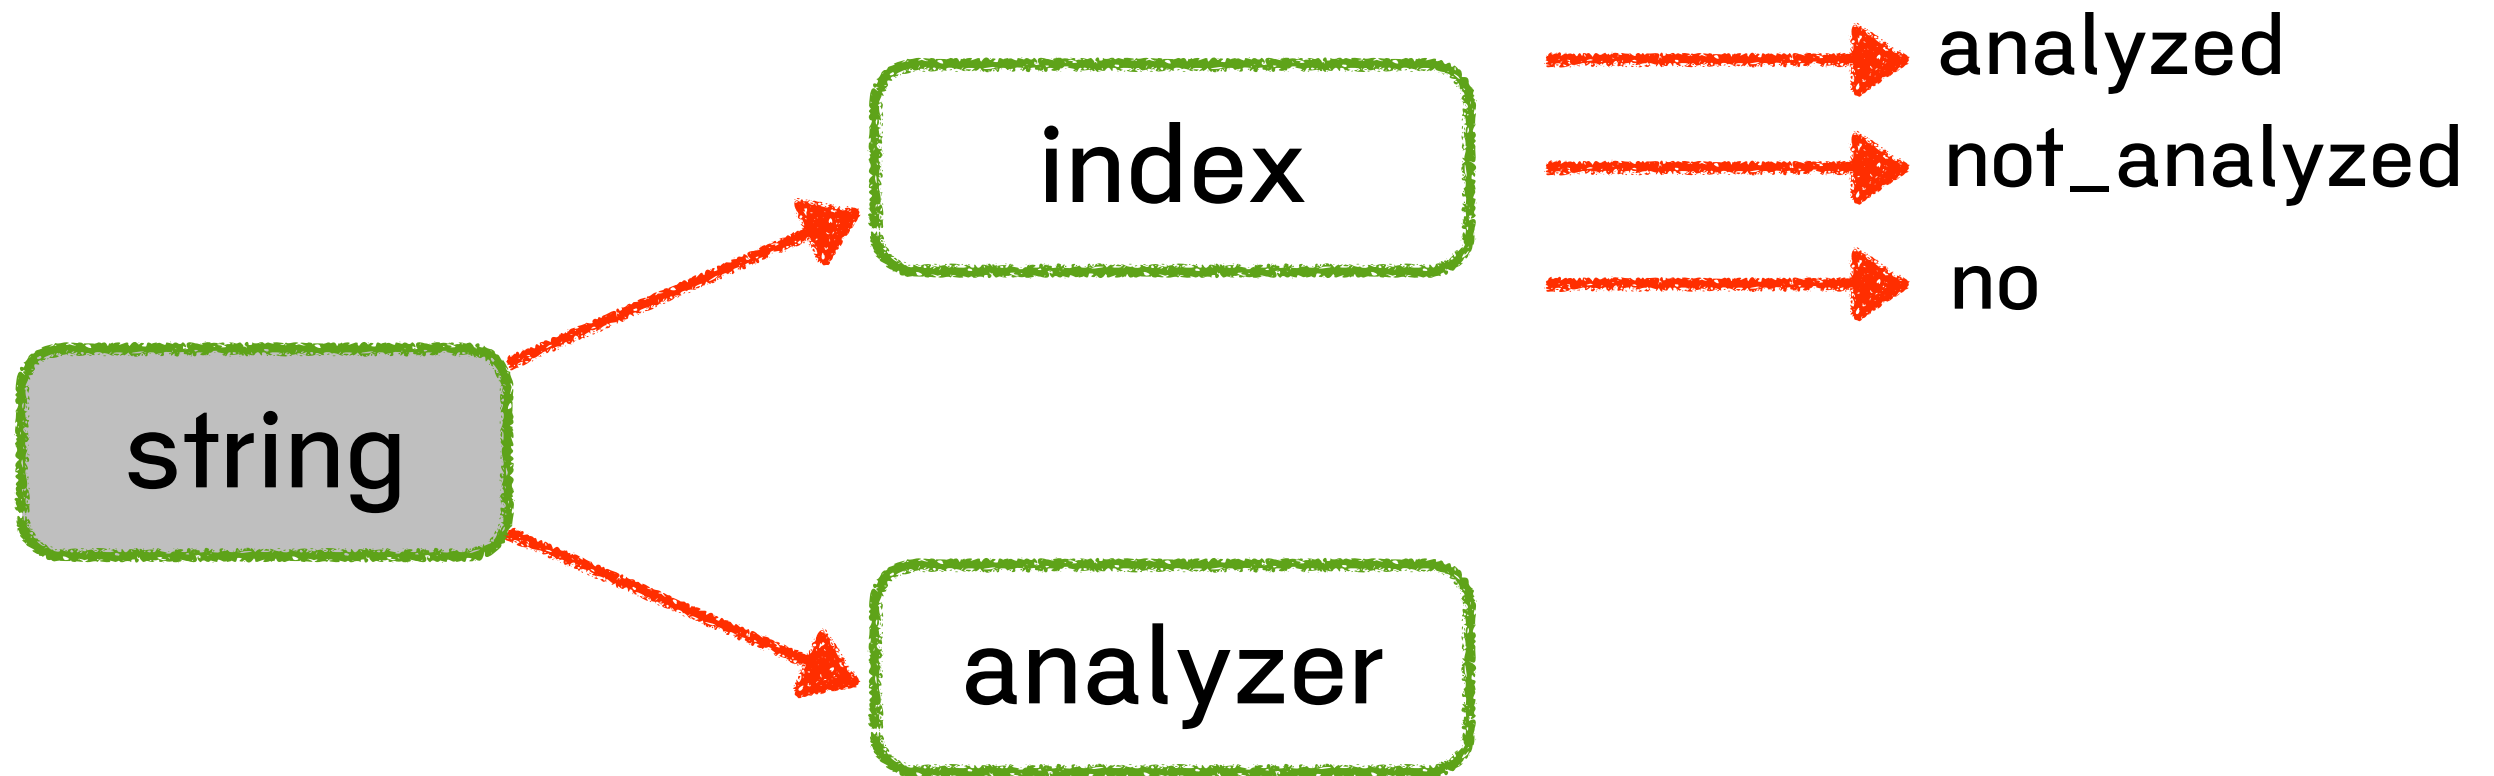 analyzed
index
not_analyzed
no
string
analyzer